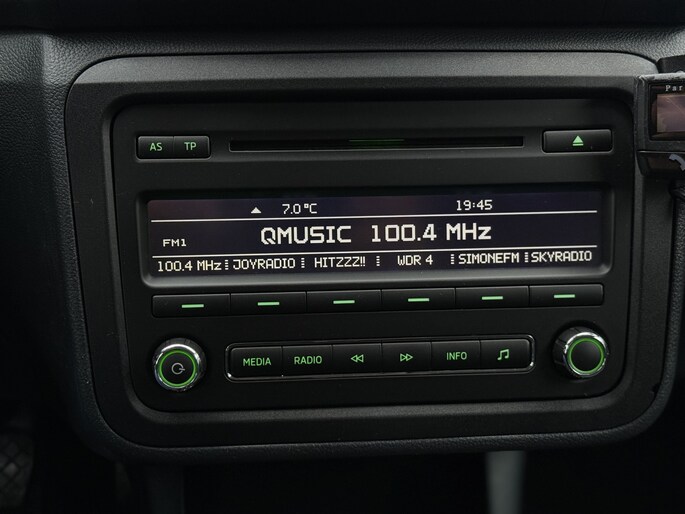 Par
AS TP
7.0°C 19:45
FM1 QMUSIC 100.4 MHz
100.4 MHz JOYRADIO HITZZZ!! WDR 4 SIMONEFM SKYRADIO
MEDIA RADIO INFO